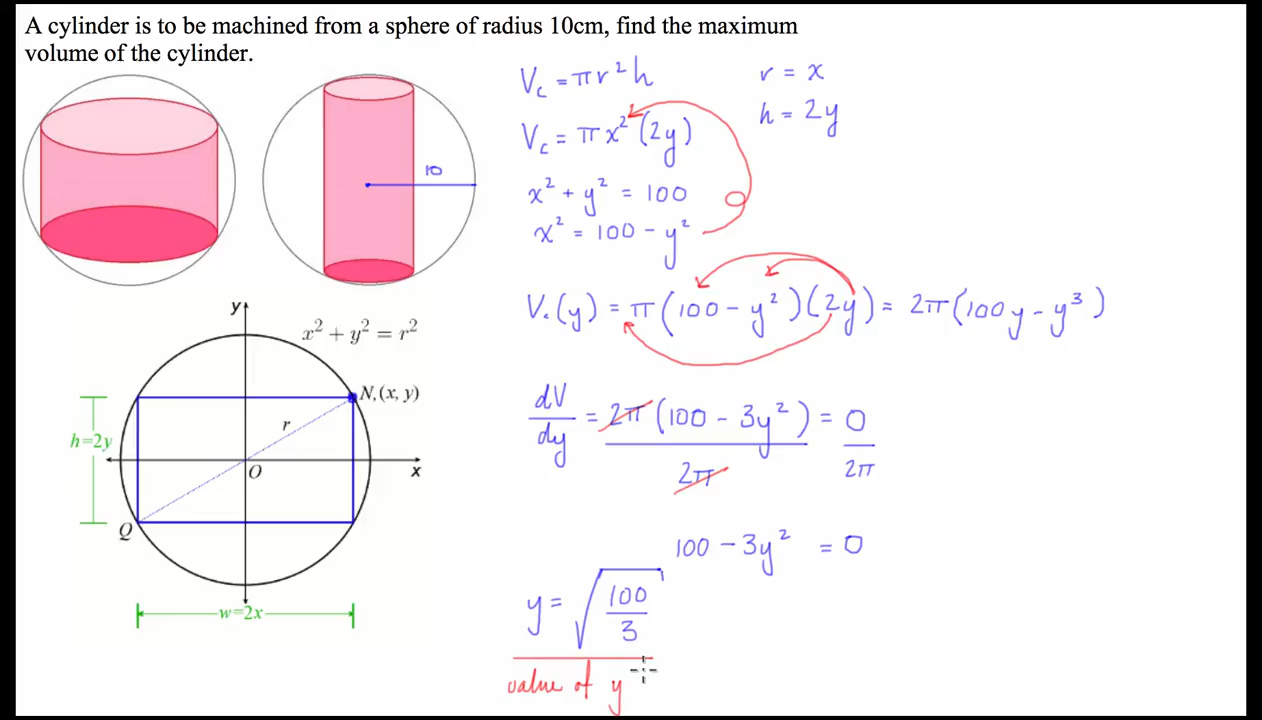 A cylinder is to be machined from a sphere of radius 10cm, find the maximum
volume of the cylinder.
10
V_c = πr²h
r = x
h = 2y
V_c = πx²(2y)
x² + y² = 100
x² = 100 - y²
V.(y) = π(100 - y²)(2y) = 2π(100y - y³)
y
x² + y² = r²
N,(x, y)
r
h=2y
O
x
Q
w=2x
dV/dy = 2π(100 - 3y²)/2π = 0/2π
100 - 3y² = 0
y = √(100/3)
value of y